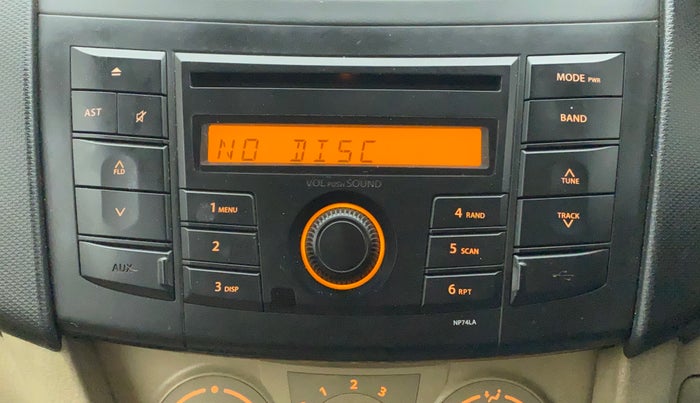 MODE PWR
AST
BAND
NO DISC
FLD
TUNE
VOL PUSH SOUND
1 MENU
4 RAND
TRACK
2
5 SCAN
AUX
3 DISP
6 RPT
NP74LA
1 2 3